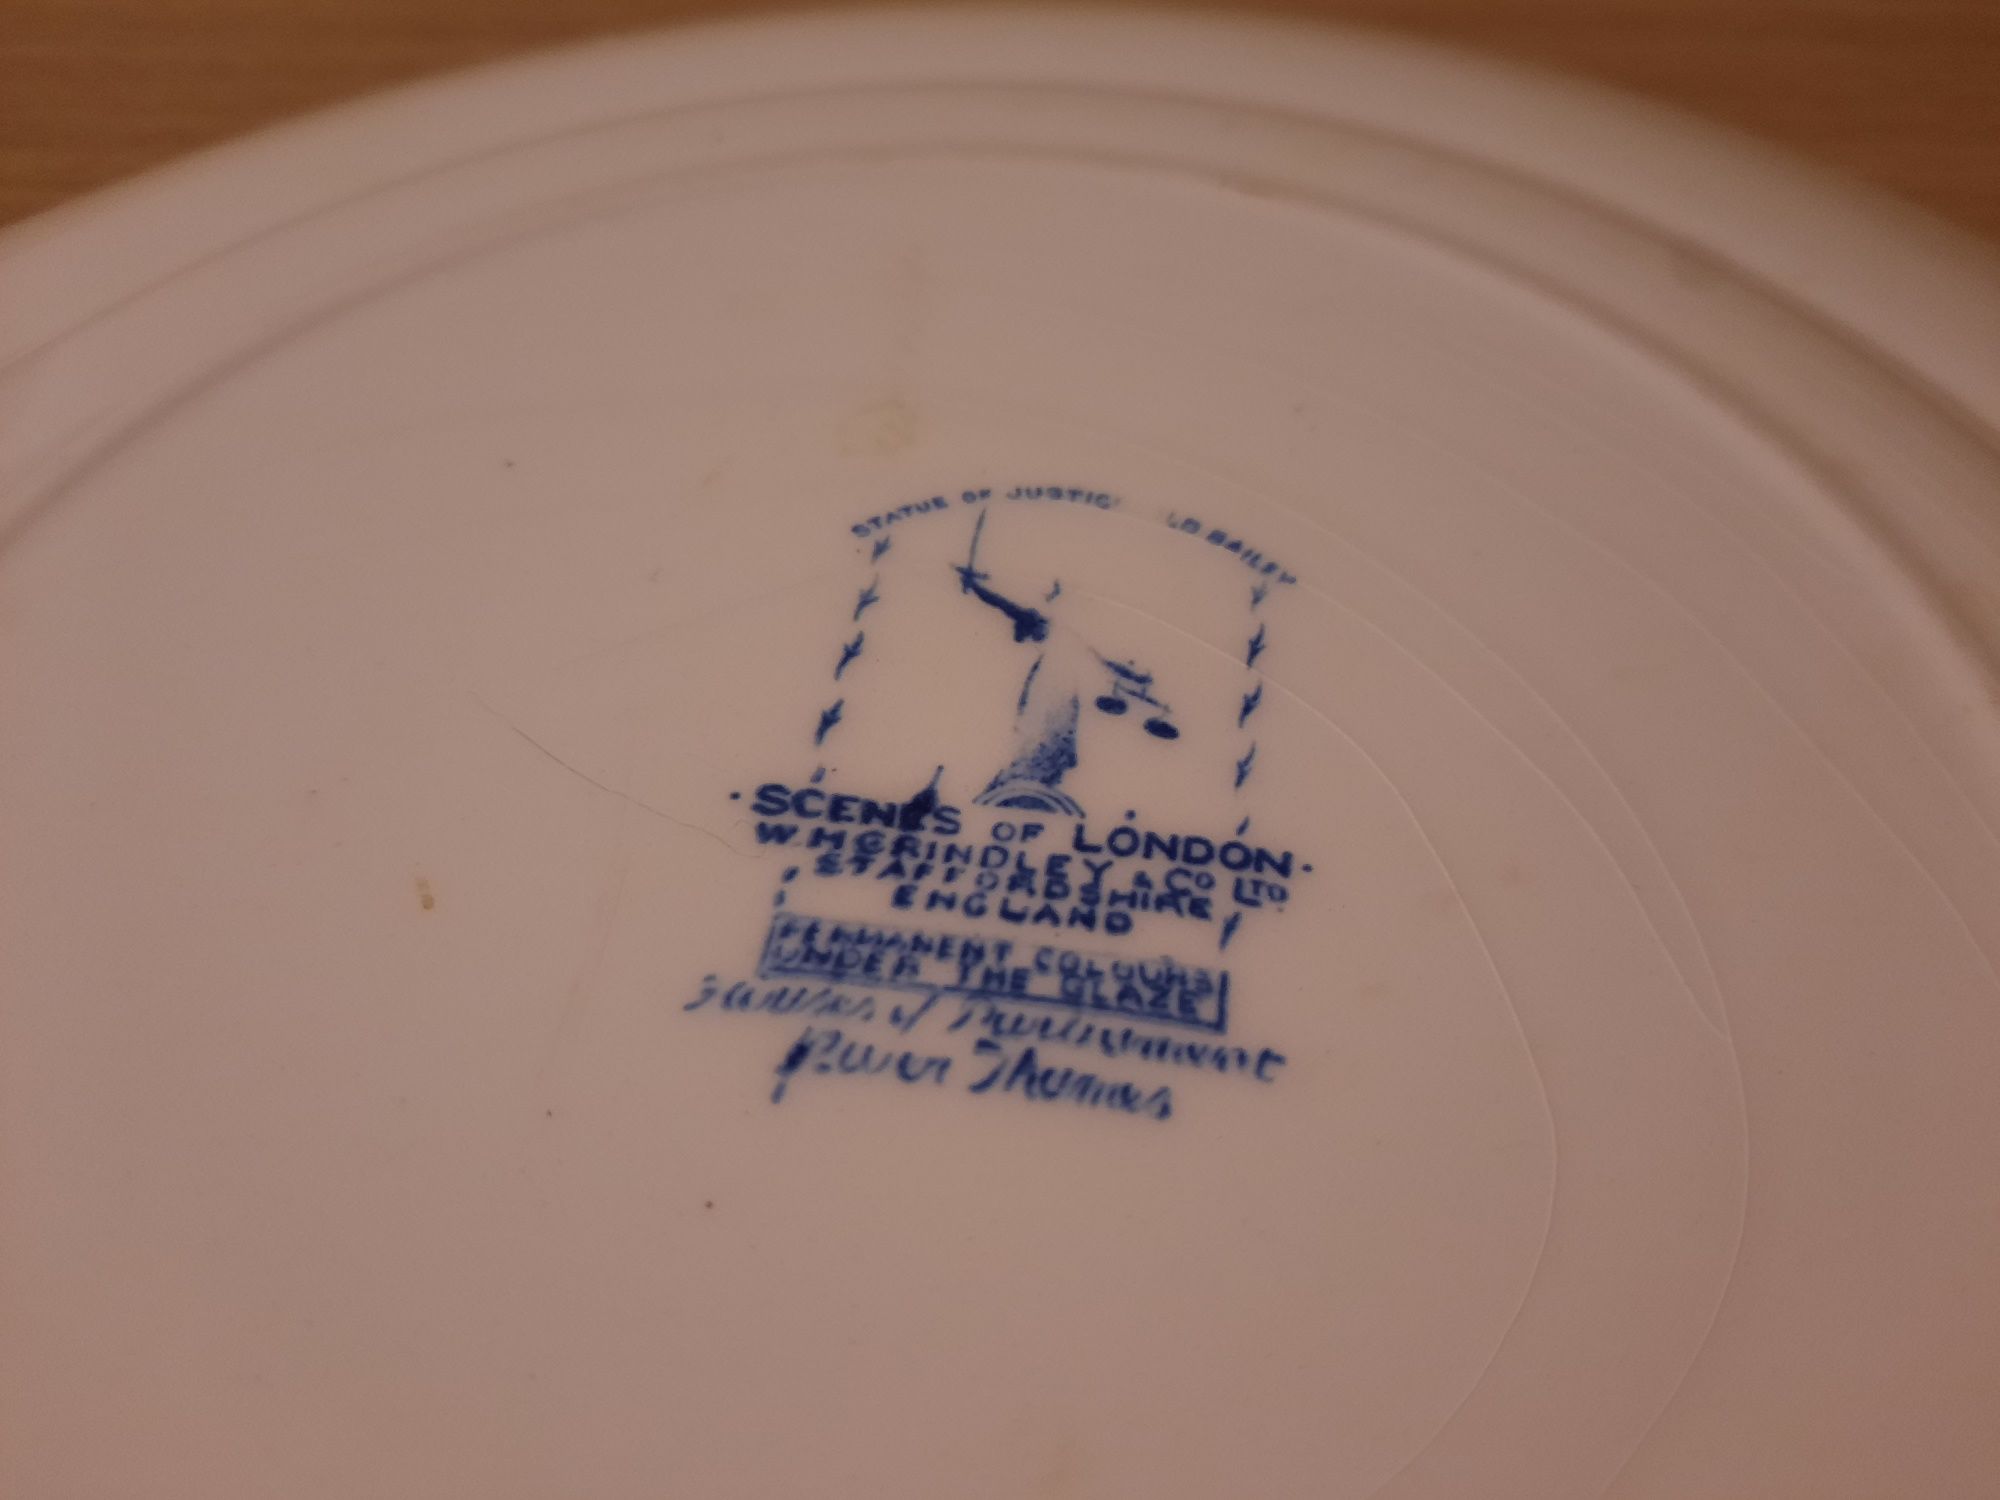 STATUE OF JUSTIC LD BAILEY
· SCENES OF LONDON ·
W. H GRINDLEY & CO LTD.
STAFFORDSHIRE
ENGLAND
PERMANENT COLOURS
UNDER THE GLAZE
Houses of Parliament
River Thames